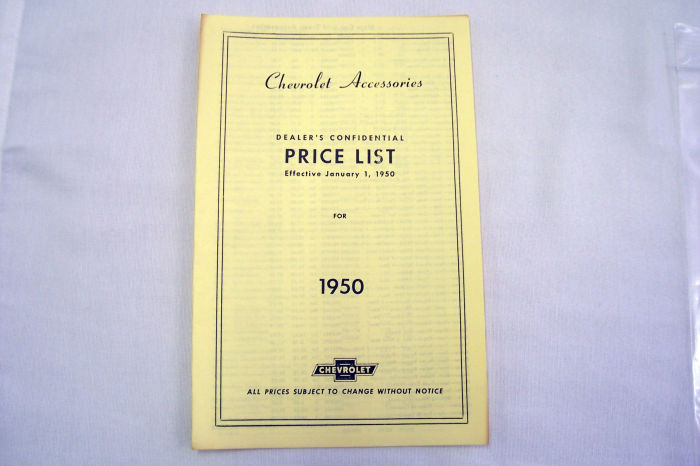 Chevrolet Accessories
DEALER'S CONFIDENTIAL
PRICE LIST
Effective January 1, 1950
FOR
1950
CHEVROLET
ALL PRICES SUBJECT TO CHANGE WITHOUT NOTICE